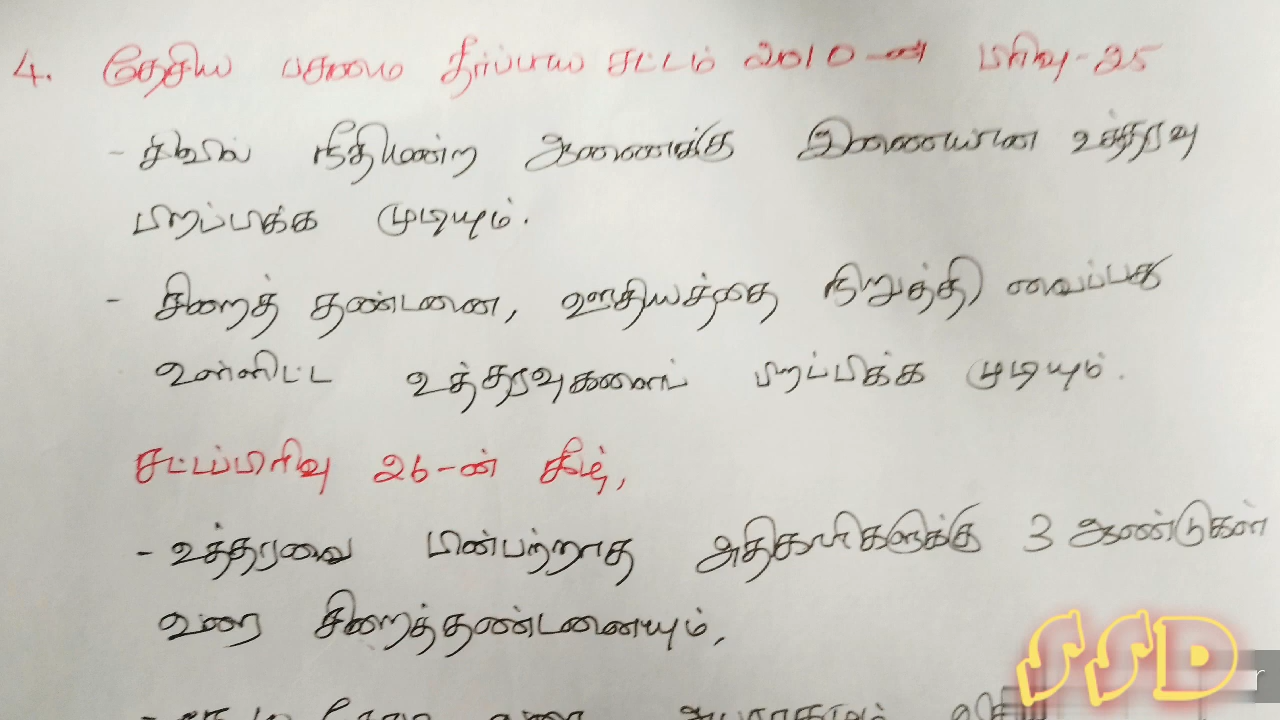 4. தேசிய பசுமை தீர்ப்பாய சட்டம் 2010-ன் பிரிவு-25
- சிவில் நீதிமன்ற ஆணைக்கு இணையான உத்தரவு
பிறப்பிக்க முடியும்.
- சிறைத் தண்டனை, ஊதியத்தை நிறுத்தி வைப்பது
உள்ளிட்ட உத்தரவுகளைப் பிறப்பிக்க முடியும்.
சட்டப்பிரிவு 26-ன் கீழ்,
- உத்தரவை பின்பற்றாத அதிகாரிகளுக்கு 3 ஆண்டுகள்
வரை சிறைத்தண்டனையும்,
SSD